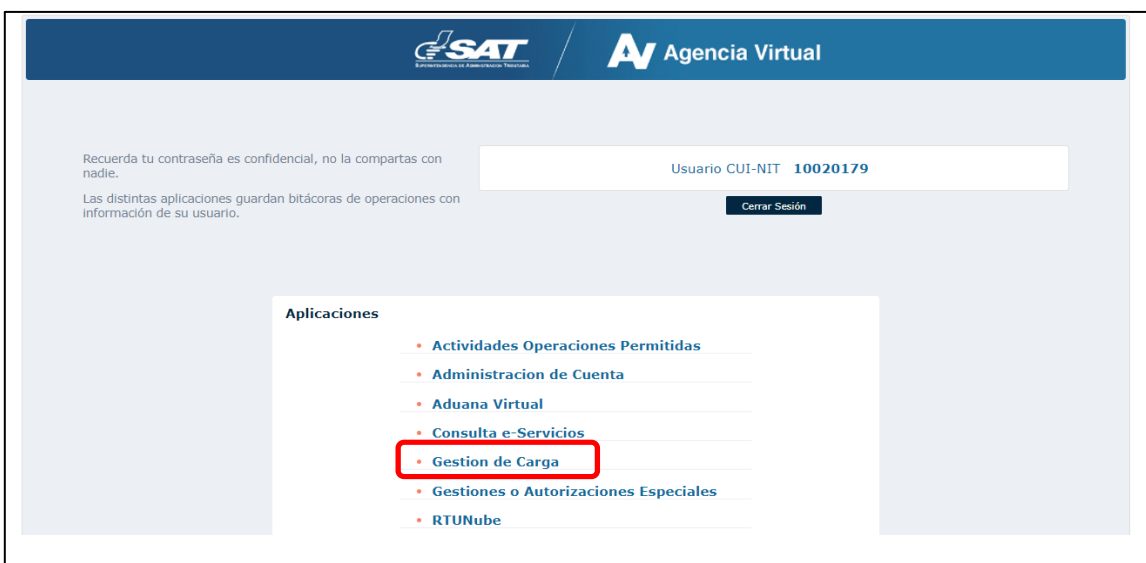 SAT
SUPERINTENDENCIA DE ADMINISTRACIÓN TRIBUTARIA
Agencia Virtual
Recuerda tu contraseña es confidencial, no la compartas con
nadie.
Las distintas aplicaciones guardan bitácoras de operaciones con
información de su usuario.
Usuario CUI-NIT 10020179
Cerrar Sesión
Aplicaciones
Actividades Operaciones Permitidas
Administracion de Cuenta
Aduana Virtual
Consulta e-Servicios
Gestion de Carga
Gestiones o Autorizaciones Especiales
RTUNube